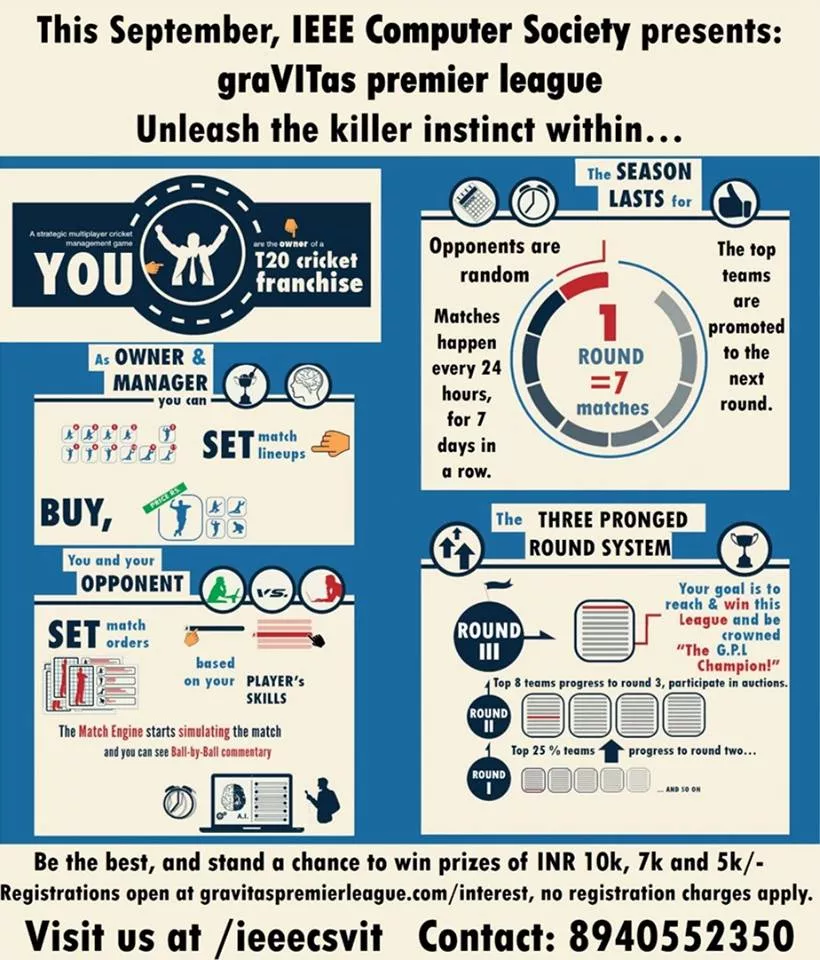 This September, IEEE Computer Society presents:
graVITas premier league
Unleash the killer instinct within...
A strategic multiplayer cricket
management game
YOU
are the owner of a
T20 cricket
franchise
As OWNER &
MANAGER
you can
SET match
lineups
BUY,
PRICE RS.
You and your
OPPONENT
VS.
SET match
orders
based
on your PLAYER's
SKILLS
The Match Engine starts simulating the match
and you can see Ball-by-Ball commentary
A.I.
The SEASON
LASTS for
Opponents are
random
Matches
happen
every 24
hours,
for 7
days in
a row.
1
ROUND
=7
matches
The top
teams
are
promoted
to the
next
round.
The THREE PRONGED
ROUND SYSTEM
ROUND
III
Your goal is to
reach & win this
League and be
crowned
"The G.P.L
Champion!"
Top 8 teams progress to round 3, participate in auctions.
ROUND
II
Top 25 % teams progress to round two...
ROUND
I
... AND SO ON
Be the best, and stand a chance to win prizes of INR 10k, 7k and 5k/-
Registrations open at gravitaspremierleague.com/interest, no registration charges apply.
Visit us at /ieeecsvit Contact: 8940552350